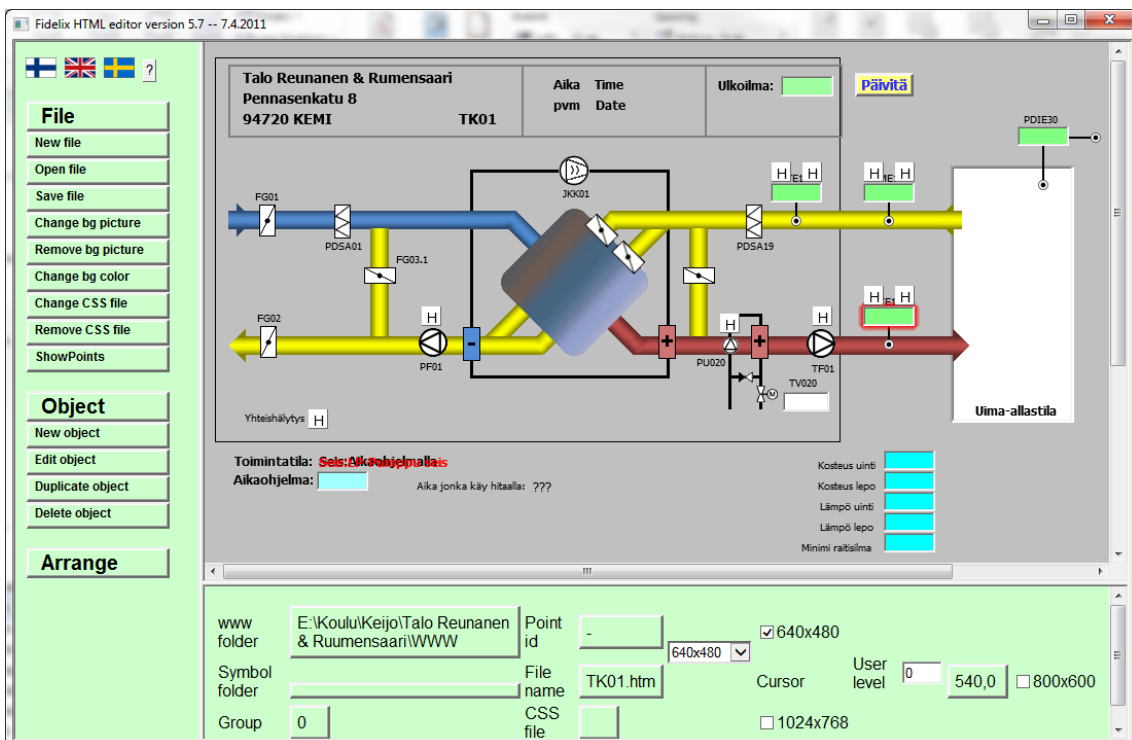 Fidelix HTML editor version 5.7 -- 7.4.2011
?
File
New file
Open file
Save file
Change bg picture
Remove bg picture
Change bg color
Change CSS file
Remove CSS file
ShowPoints
Object
New object
Edit object
Duplicate object
Delete object
Arrange
Talo Reunanen & Rumensaari
Pennasenkatu 8
94720 KEMI TK01
Aika Time
pvm Date
Ulkoilma:
Päivitä
PDIE30
JKK01
H H
H H
FG01
PDSA01
PDSA19
FG03.1
H H
FG02
H
H
H
- + +
PF01
PU020
TF01
TV020
M
Uima-allastila
Yhteishälytys H
Toimintatila:
Aikaohjelma:
Aika jonka käy hitaalla: ???
Kosteus uinti
Kosteus lepo
Lämpö uinti
Lämpö lepo
Minimi raitisilma
www folder
E:\Koulu\Keijo\Talo Reunanen
& Ruumensaari\WWW
Point id
-
640x480
640x480
Symbol folder
File name
TK01.htm
Cursor
User level
0
540,0
800x600
Group
0
CSS file
1024x768